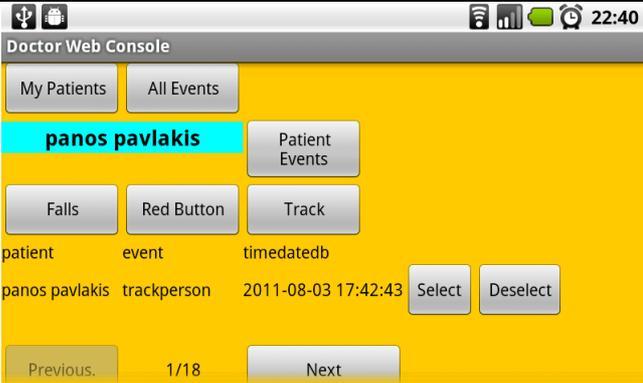 22:40
Doctor Web Console
My Patients All Events
panos pavlakis Patient
Events
Falls Red Button Track
patient event timedatedb
panos pavlakis trackperson 2011-08-03 17:42:43 Select Deselect
Previous. 1/18 Next